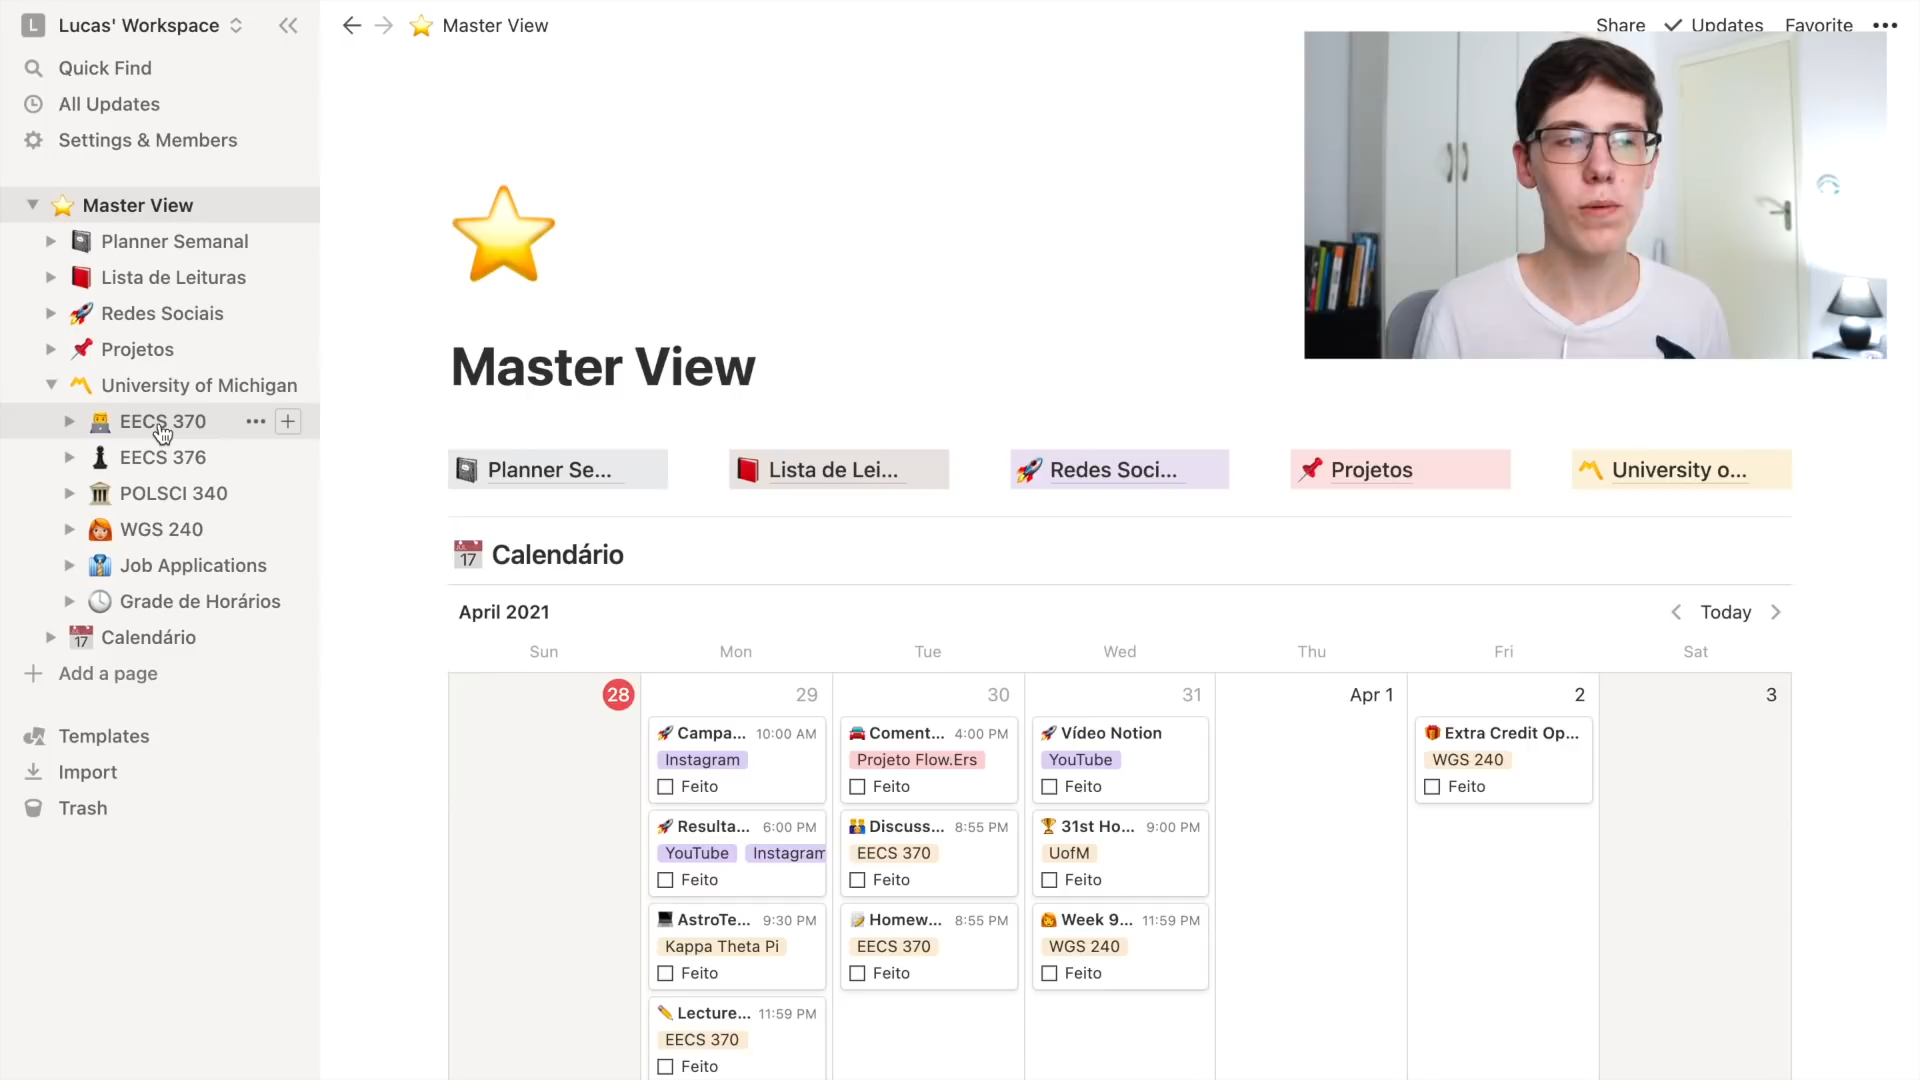 L Lucas' Workspace
Quick Find
All Updates
Settings & Members
Master View
Planner Semanal
Lista de Leituras
Redes Sociais
Projetos
University of Michigan
EECS 370
EECS 376
POLSCI 340
WGS 240
Job Applications
Grade de Horários
17 Calendário
Add a page
Templates
Import
Trash
Master View
Share Updates Favorite
Master View
Planner Se... Lista de Lei... Redes Soci... Projetos University o...
17 Calendário
April 2021 Today
Sun Mon Tue Wed Thu Fri Sat
28 29 30 31 Apr 1 2 3
Campa... 10:00 AM
Instagram
Feito
Resulta... 6:00 PM
YouTube Instagram
Feito
AstroTe... 9:30 PM
Kappa Theta Pi
Feito
Lecture... 11:59 PM
EECS 370
Feito
Coment... 4:00 PM
Projeto Flow.Ers
Feito
Discuss... 8:55 PM
EECS 370
Feito
Homew... 8:55 PM
EECS 370
Feito
Vídeo Notion
YouTube
Feito
31st Ho... 9:00 PM
UofM
Feito
Week 9... 11:59 PM
WGS 240
Feito
Extra Credit Op...
WGS 240
Feito